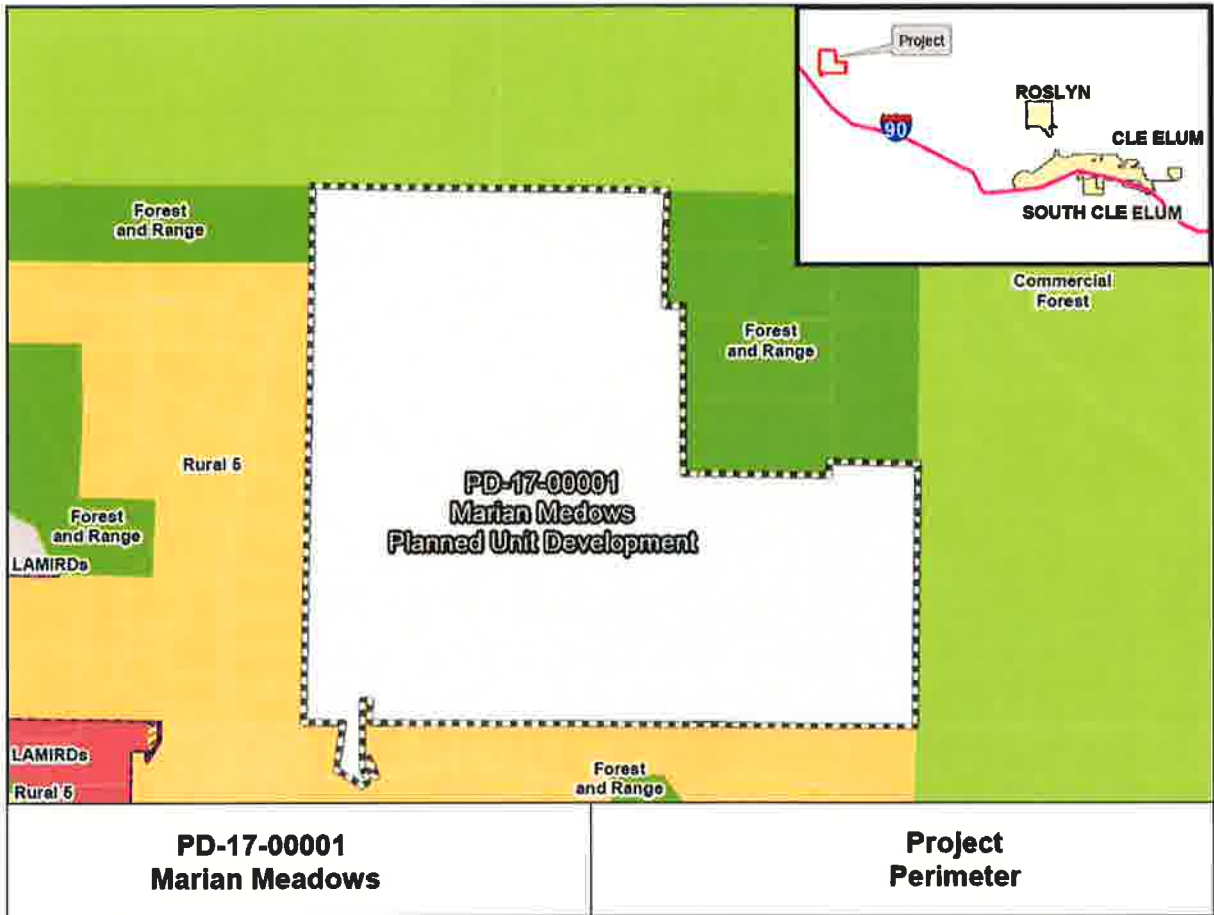 Project
ROSLYN
90
CLE ELUM
SOUTH CLE ELUM
Forest
and Range
Commercial
Forest
Forest
and Range
Rural 5
PD-17-00001
Marian Medows
Planned Unit Development
Forest
and Range
LAMIRDs
LAMIRDs
Rural 5
Forest
and Range
PD-17-00001
Marian Meadows
Project
Perimeter